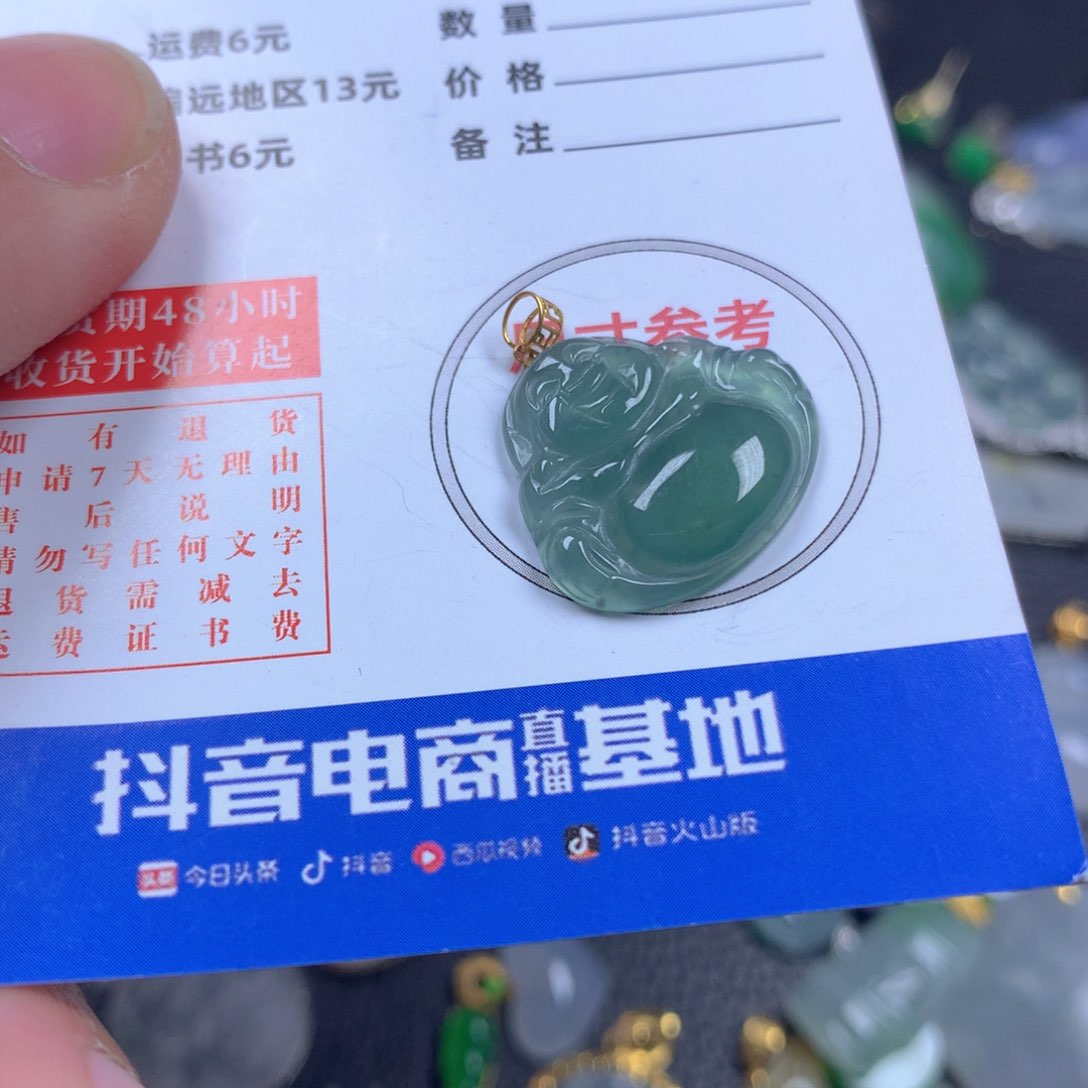 运费6元
远地区13元
书6元
数量
价格
备注
期48小时
收货开始算起
如有退货
申请7天无理由
售后说明
请勿写任何文字
退货需减去
运费证书费
寸参考
抖音电商直播基地
头条 今日头条 抖音 西瓜视频 抖音火山版